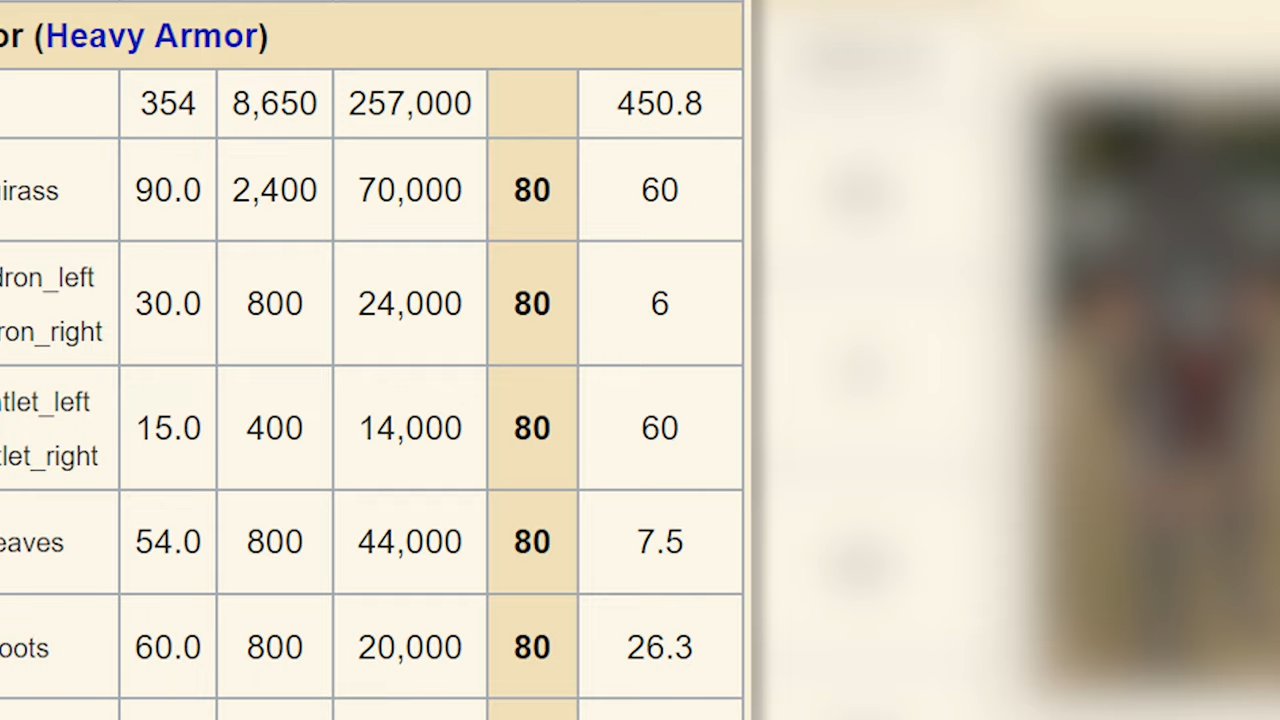 or (Heavy Armor)
354 8,650 257,000 450.8
irass 90.0 2,400 70,000 80 60
dron_left
ron_right 30.0 800 24,000 80 6
tlet_left
tlet_right 15.0 400 14,000 80 60
eaves 54.0 800 44,000 80 7.5
oots 60.0 800 20,000 80 26.3